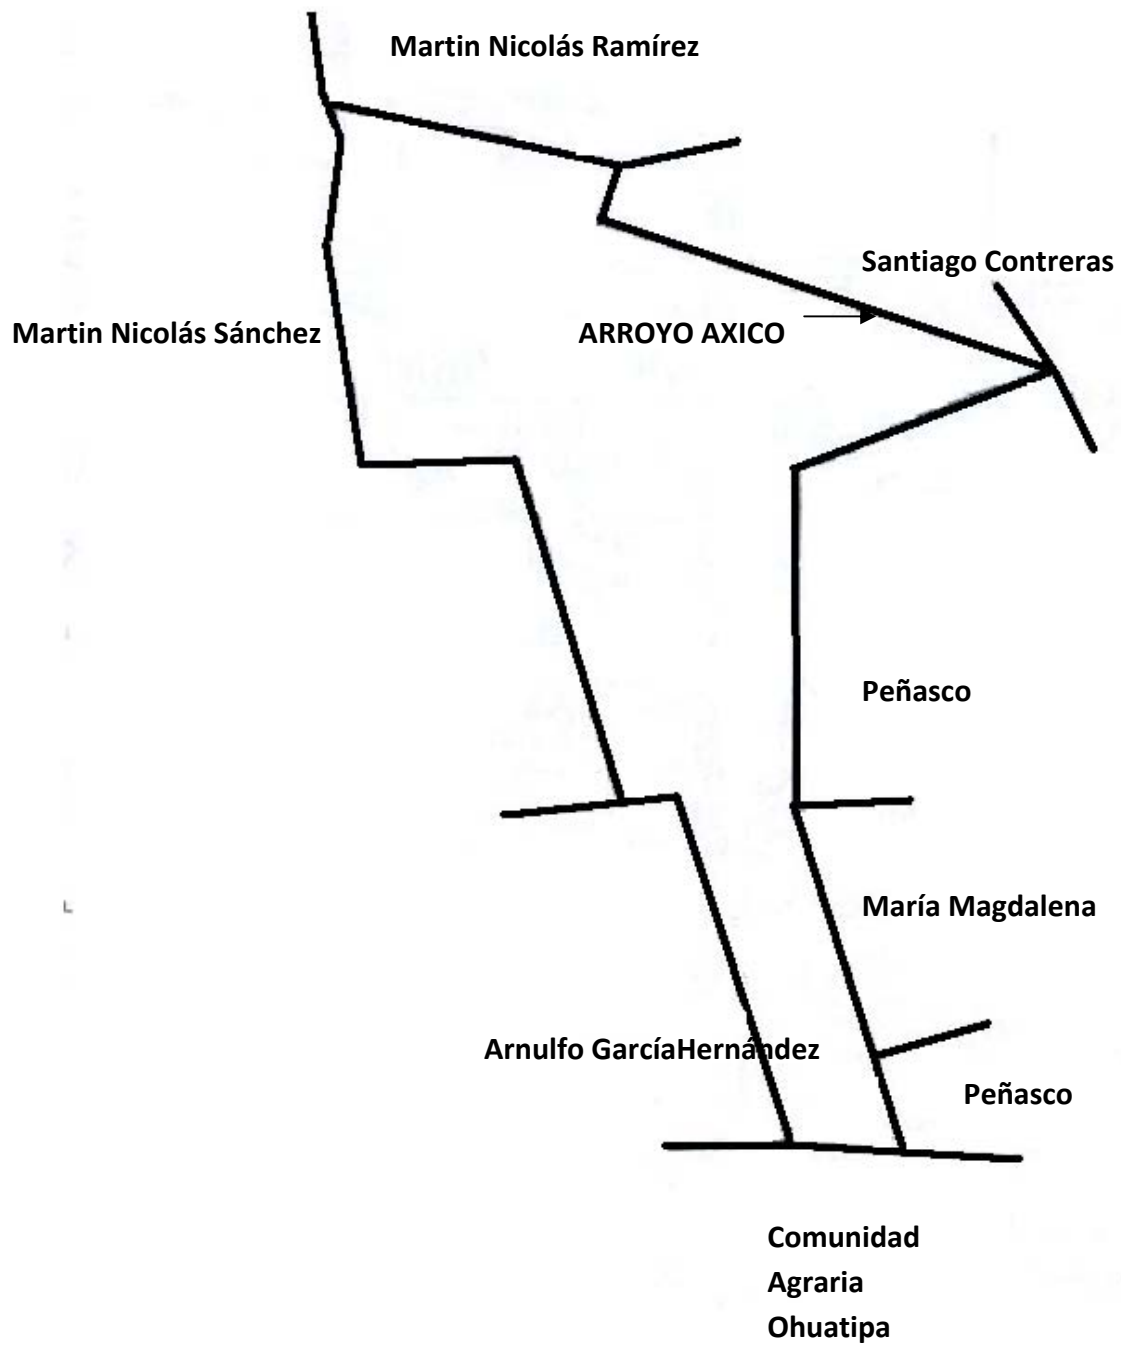 Martin Nicolás Ramírez
Santiago Contreras
Martin Nicolás Sánchez
ARROYO AXICO
Peñasco
María Magdalena
Arnulfo GarcíaHernández
Peñasco
Comunidad
Agraria
Ohuatipa